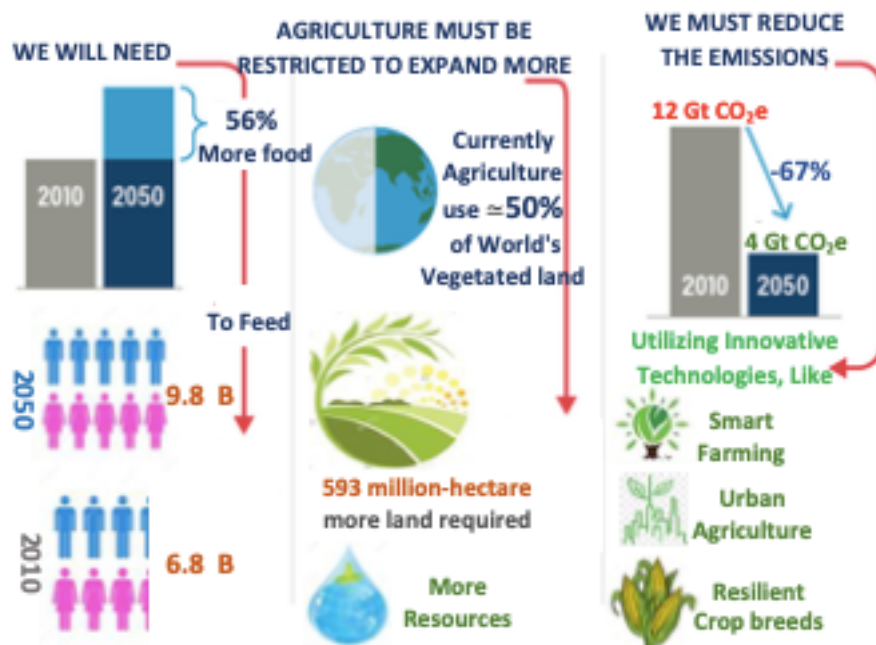 WE WILL NEED
56%
More food
2010
2050
To Feed
2050
9.8 B
2010
6.8 B
AGRICULTURE MUST BE
RESTRICTED TO EXPAND MORE
Currently
Agriculture
use ≃50%
of World's
Vegetated land
593 million-hectare
more land required
More
Resources
WE MUST REDUCE
THE EMISSIONS
12 Gt CO₂e
-67%
4 Gt CO₂e
2010
2050
Utilizing Innovative
Technologies, Like
Smart
Farming
Urban
Agriculture
Resilient
Crop breeds